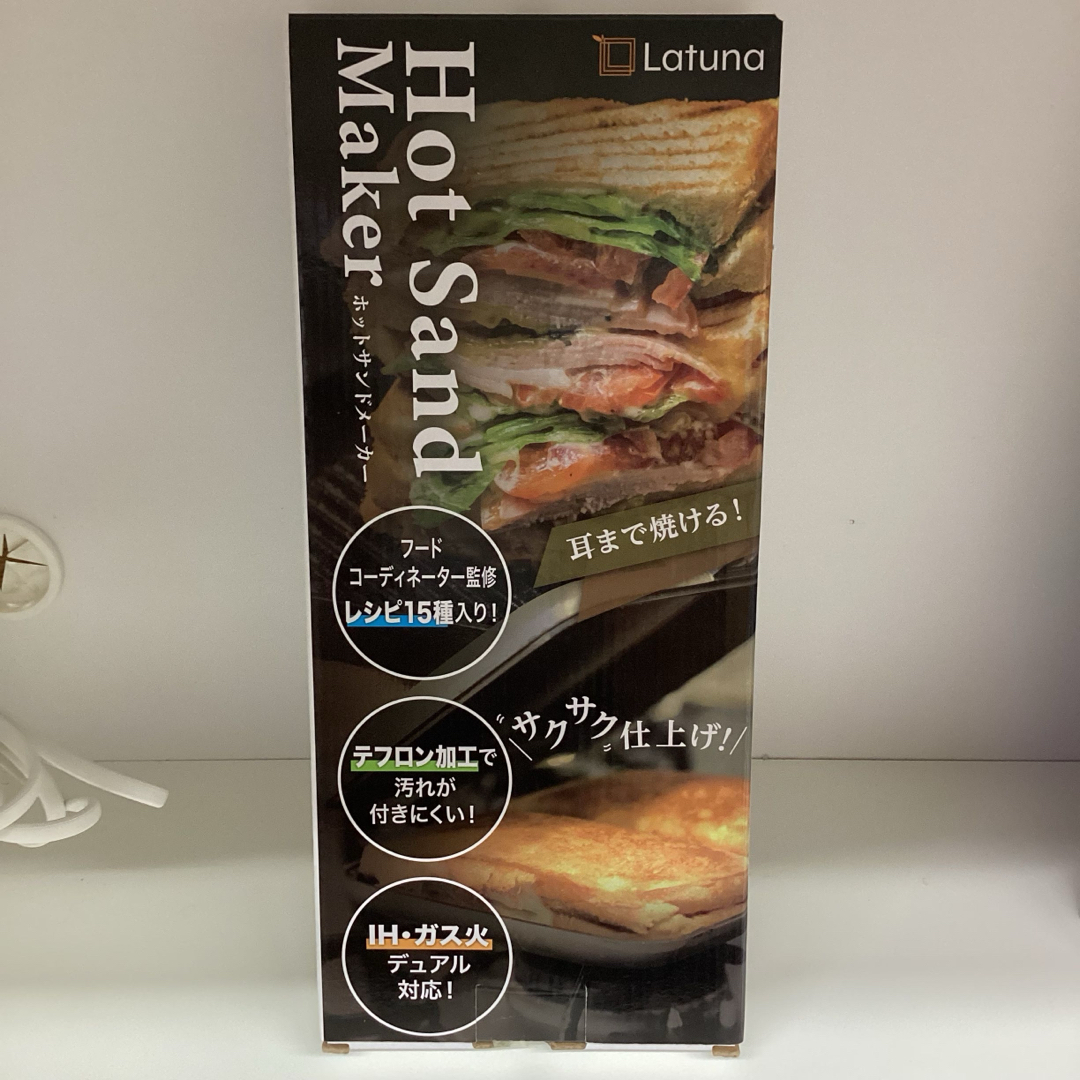 Latuna
Hot Sand
Maker
ホットサンドメーカー
耳まで焼ける!
フード
コーディネーター監修
レシピ15種入り!
"サクサク"仕上げ!
テフロン加工で
汚れが
付きにくい!
IH・ガス火
デュアル
対応!